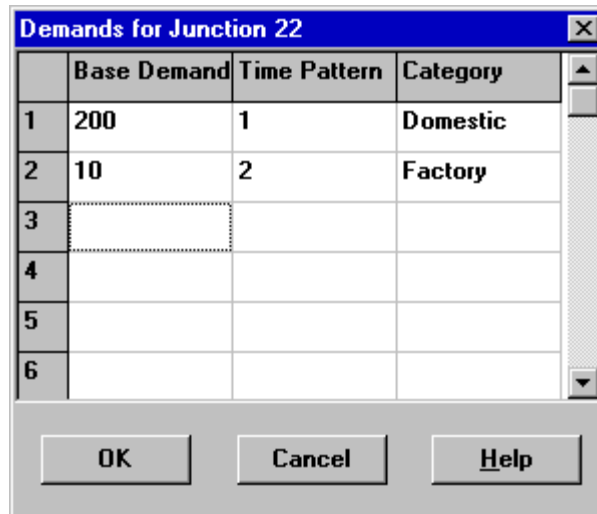 Demands for Junction 22
Base Demand Time Pattern Category
1 200 1 Domestic
2 10 2 Factory
3
4
5
6
OK Cancel Help